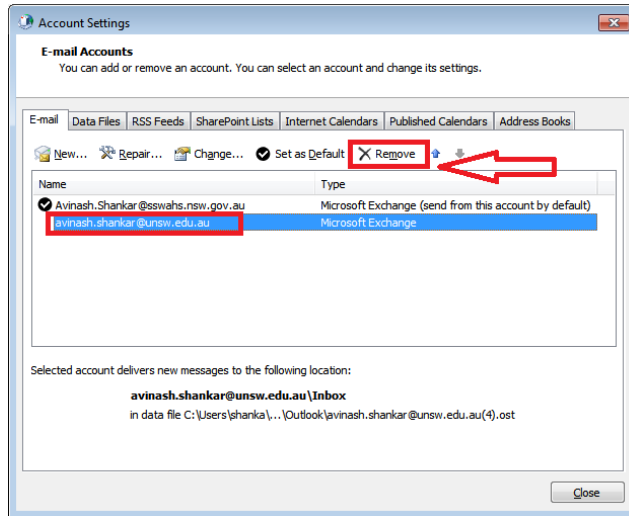 Account Settings
E-mail Accounts
You can add or remove an account. You can select an account and change its settings.
E-mail Data Files RSS Feeds SharePoint Lists Internet Calendars Published Calendars Address Books
New... Repair... Change... Set as Default Remove
Name Type
Avinash.Shankar@sswahs.nsw.gov.au Microsoft Exchange (send from this account by default)
avinash.shankar@unsw.edu.au Microsoft Exchange
Selected account delivers new messages to the following location:
avinash.shankar@unsw.edu.au\Inbox
in data file C:\Users\shanka\...\Outlook\avinash.shankar@unsw.edu.au(4).ost
Close